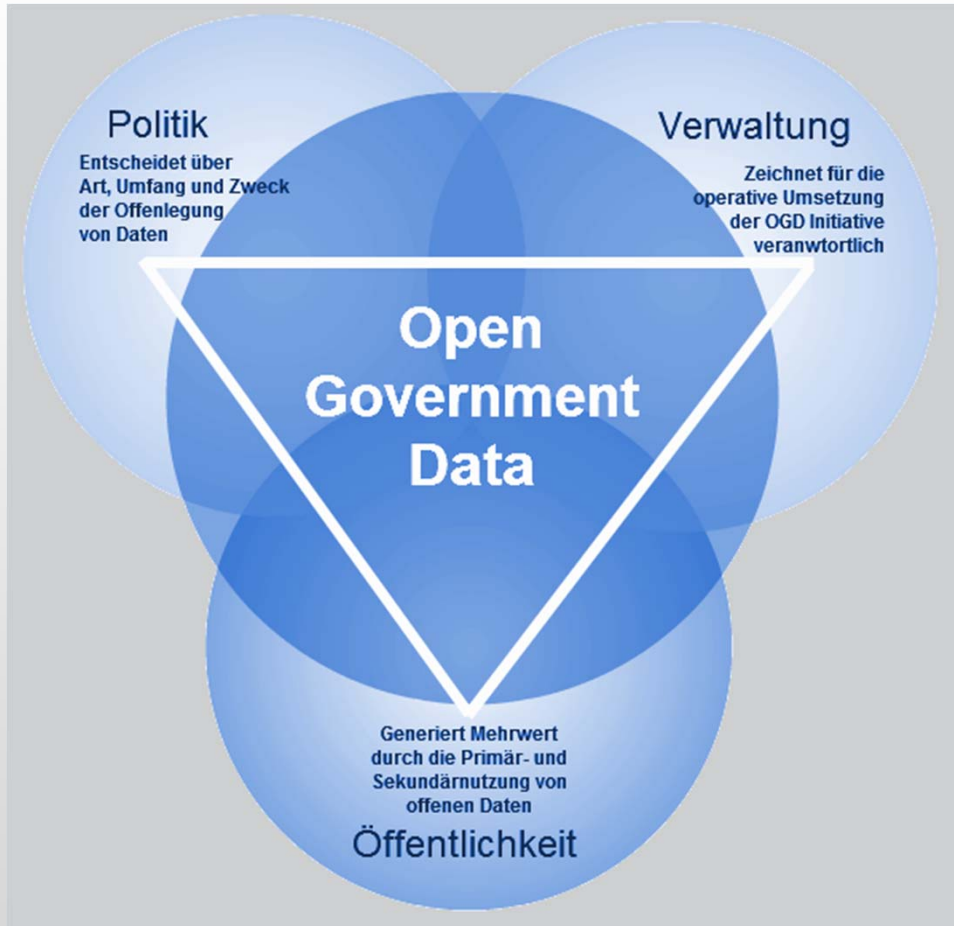 Politik
Entscheidet über
Art, Umfang und Zweck
der Offenlegung
von Daten
Verwaltung
Zeichnet für die
operative Umsetzung
der OGD Initiative
veranwtortlich
Open
Government
Data
Generiert Mehrwert
durch die Primär- und
Sekundärnutzung von
offenen Daten
Öffentlichkeit